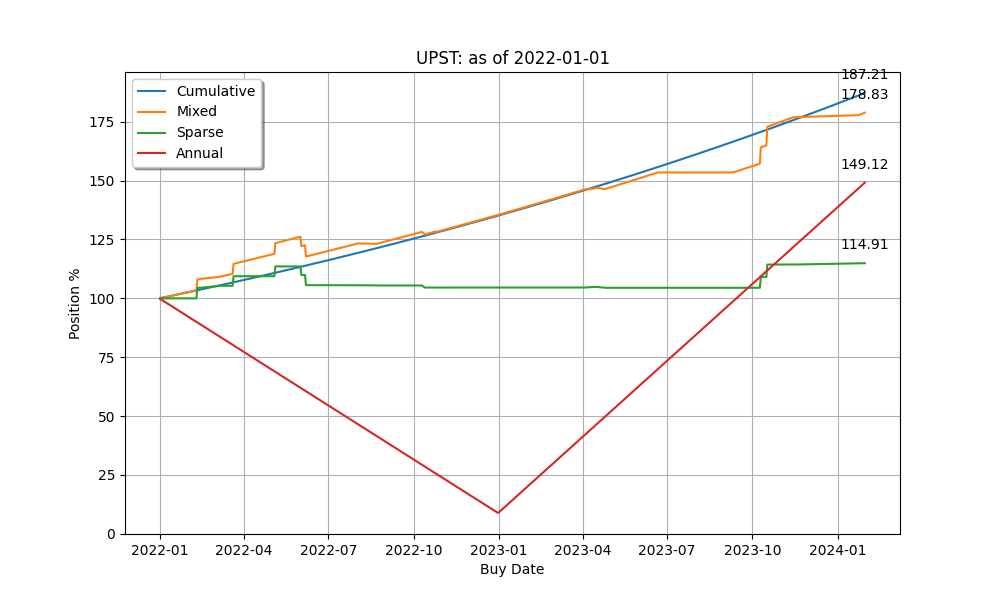 UPST: as of 2022-01-01
187.21
178.83
149.12
114.91
Cumulative
Mixed
Sparse
Annual
Position %
175
150
125
100
75
50
25
0
2022-01 2022-04 2022-07 2022-10 2023-01 2023-04 2023-07 2023-10 2024-01
Buy Date